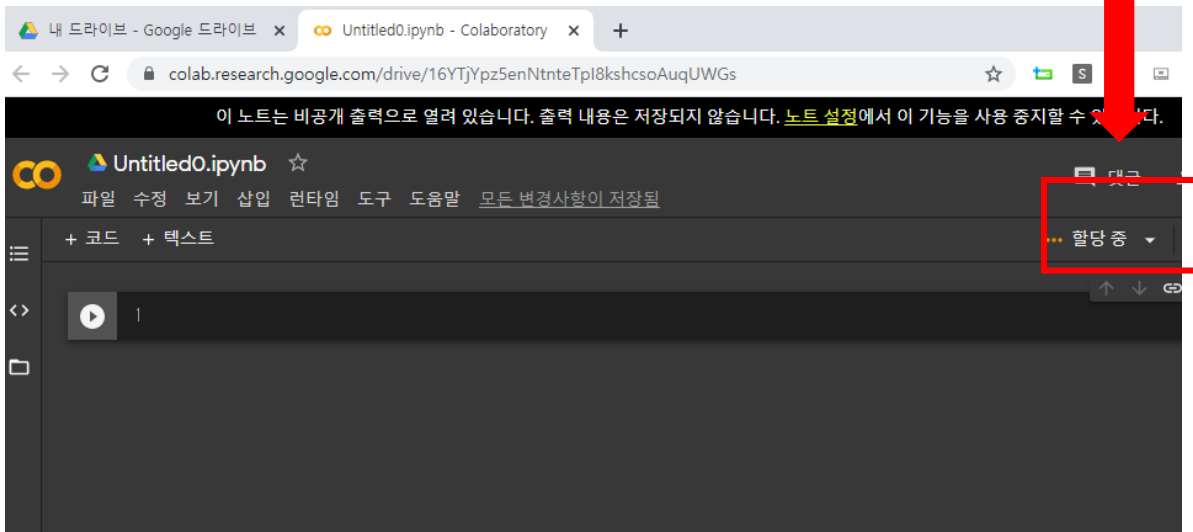 내 드라이브 - Google 드라이브
Untitled0.ipynb - Colaboratory
colab.research.google.com/drive/16YTjYpz5enNtnteTpI8kshcsoAuqUWGs
S
이 노트는 비공개 출력으로 열려 있습니다. 출력 내용은 저장되지 않습니다. 노트 설정에서 이 기능을 사용 중지할 수
CO
Untitled0.ipynb
댓글
파일 수정 보기 삽입 런타임 도구 도움말 모든 변경사항이 저장됨
+ 코드 + 텍스트
할당 중
1